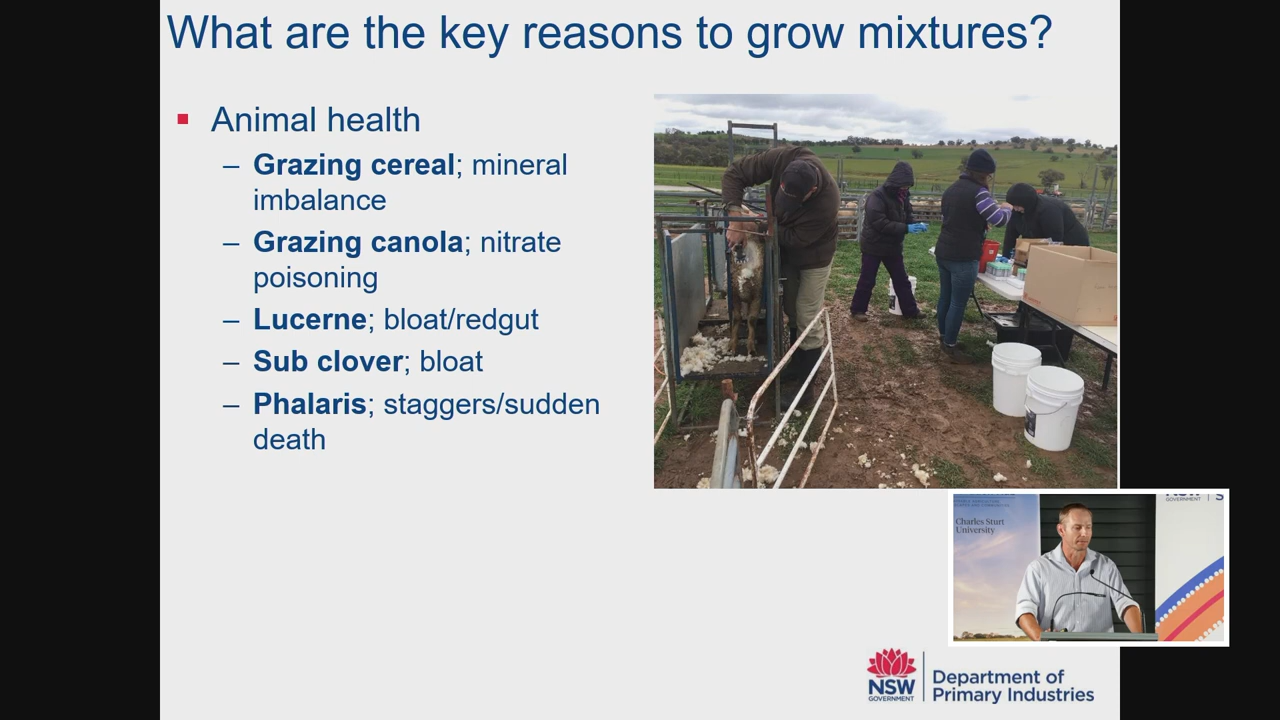 What are the key reasons to grow mixtures?
Animal health
– Grazing cereal; mineral
imbalance
– Grazing canola; nitrate
poisoning
– Lucerne; bloat/redgut
– Sub clover; bloat
– Phalaris; staggers/sudden
death
Charles Sturt
University
GOVERNMENT
NSW
GOVERNMENT
Department of
Primary Industries